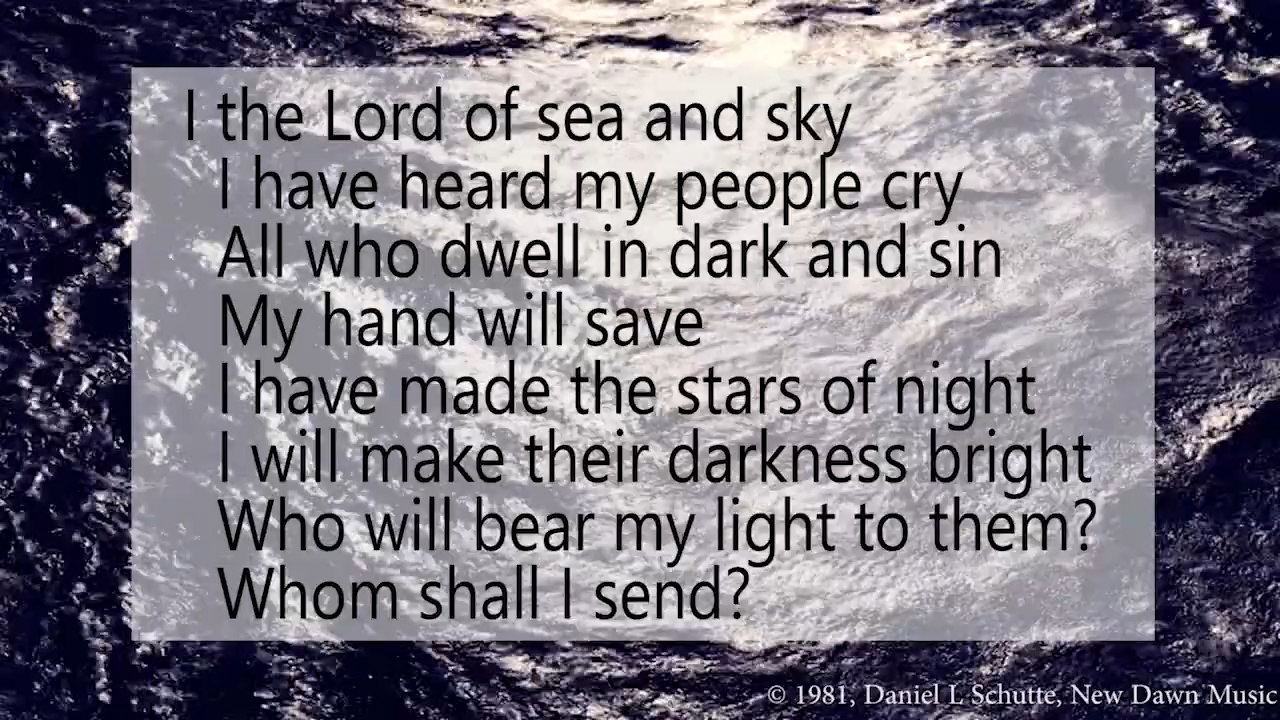 I the Lord of sea and sky
I have heard my people cry
All who dwell in dark and sin
My hand will save
I have made the stars of night
I will make their darkness bright
Who will bear my light to them?
Whom shall I send?
© 1981, Daniel L Schutte, New Dawn Music